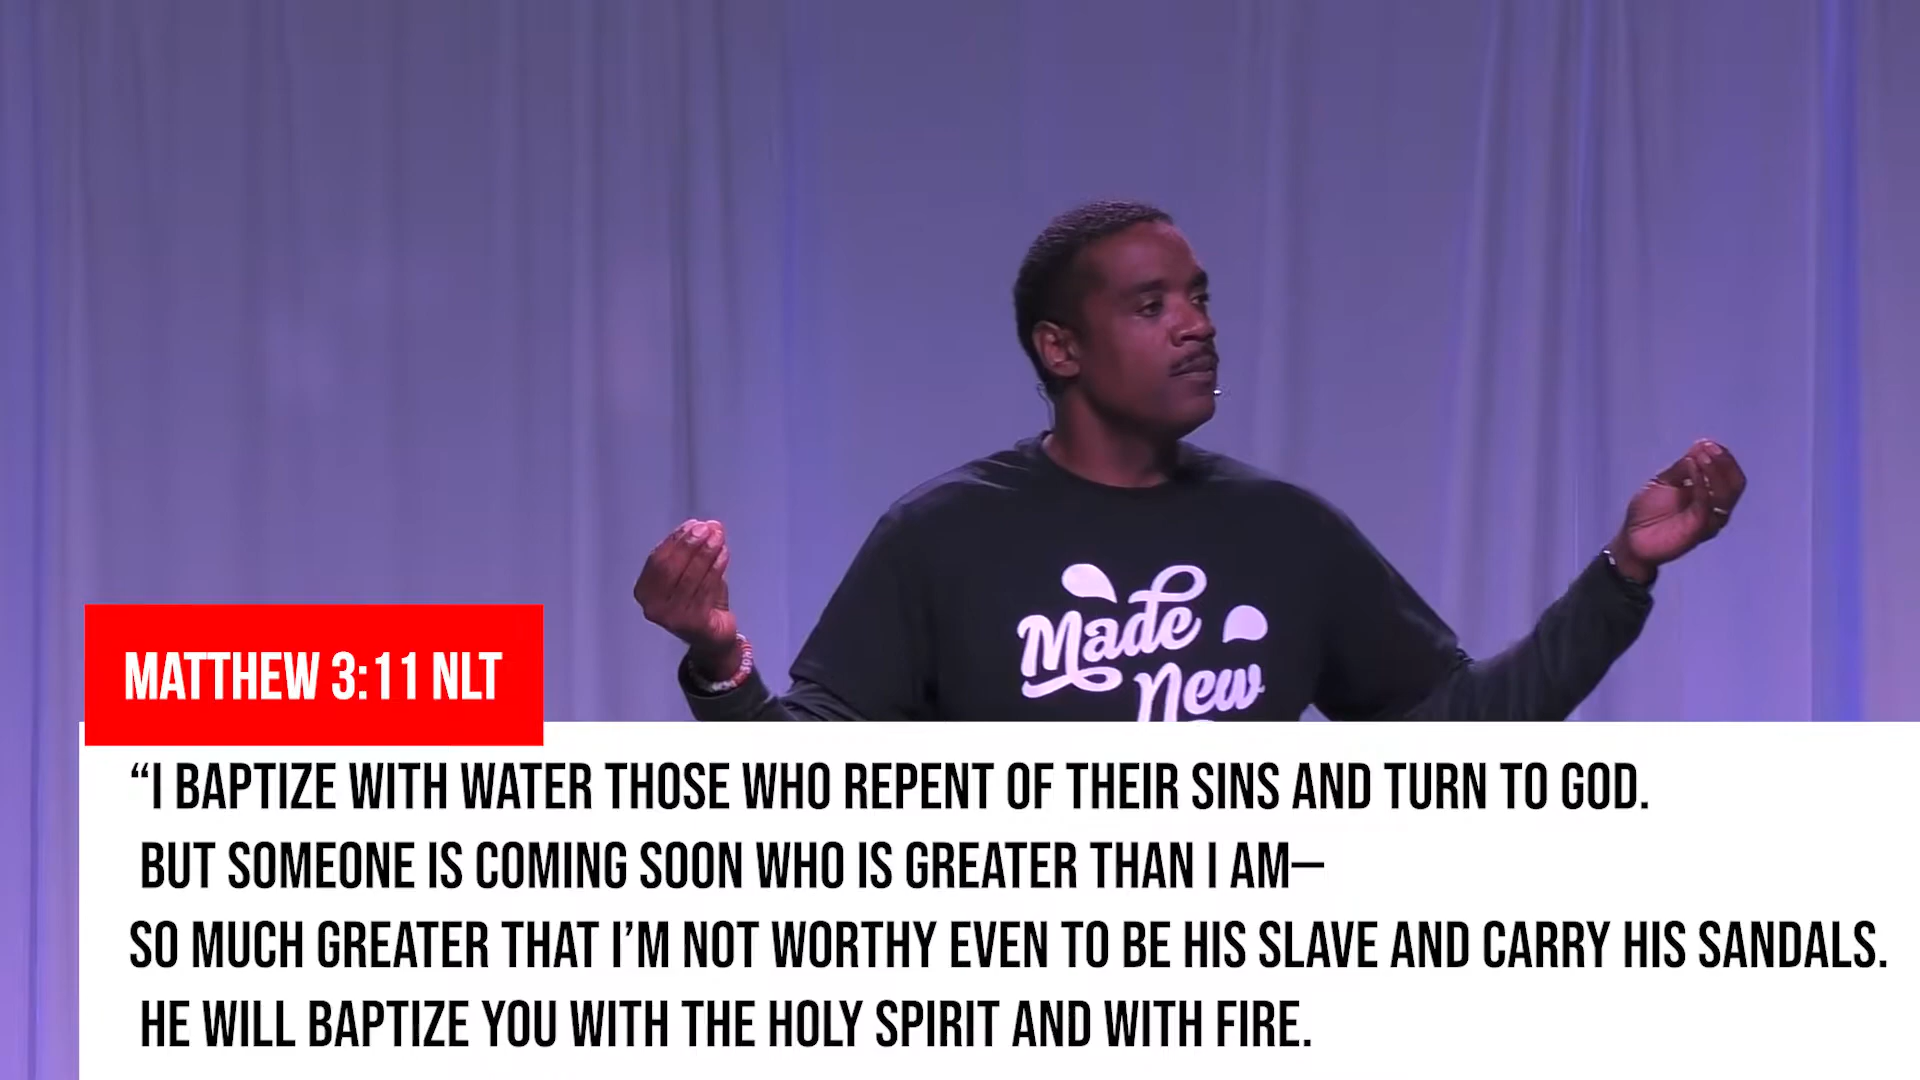 Made
New
MATTHEW 3:11 NLT
“I BAPTIZE WITH WATER THOSE WHO REPENT OF THEIR SINS AND TURN TO GOD.
BUT SOMEONE IS COMING SOON WHO IS GREATER THAN I AM—
SO MUCH GREATER THAT I’M NOT WORTHY EVEN TO BE HIS SLAVE AND CARRY HIS SANDALS.
HE WILL BAPTIZE YOU WITH THE HOLY SPIRIT AND WITH FIRE.